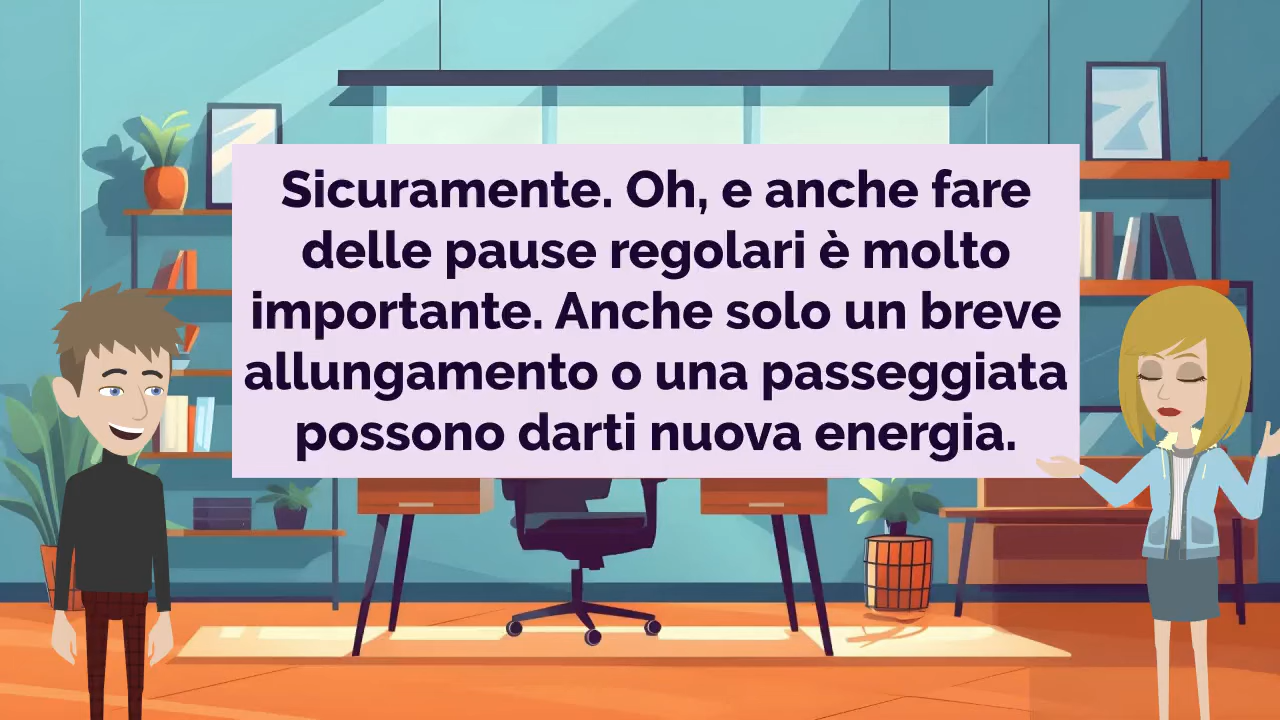 Sicuramente. Oh, e anche fare
delle pause regolari è molto
importante. Anche solo un breve
allungamento o una passeggiata
possono darti nuova energia.